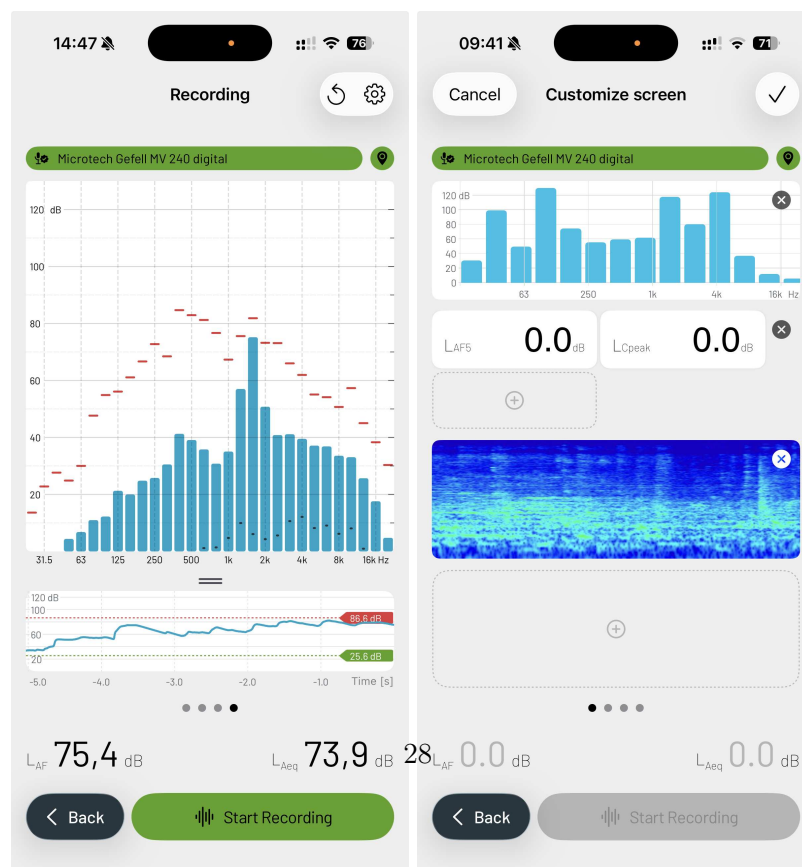 14:47
76
Recording
Microtech Gefell MV 240 digital
120 dB
100
80
60
40
20
31.5 63 125 250 500 1k 2k 4k 8k 16k Hz
120 dB
100
86.6 dB
60
25.6 dB
20
-5.0 -4.0 -3.0 -2.0 -1.0 Time [s]
LAF 75,4 dB
LAeq 73,9 dB
Back
Start Recording
28
09:41
71
Cancel
Customize screen
Microtech Gefell MV 240 digital
120 dB
100
80
60
40
20
0
63 250 1k 4k 16k Hz
LAF5 0.0 dB
LCpeak 0.0 dB
LAF 0.0 dB
LAeq 0.0 dB
Back
Start Recording